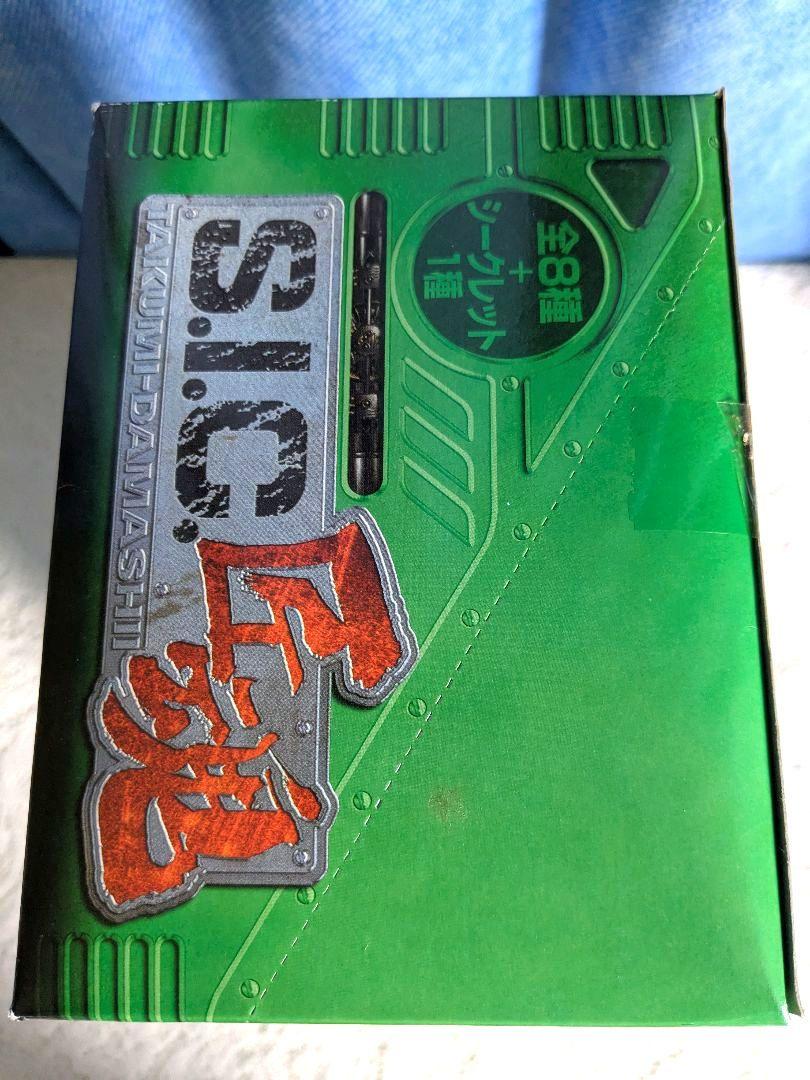 全8種
+
シークレット
1種
S.I.C.
匠魂
TAKUMI-DAMASHII